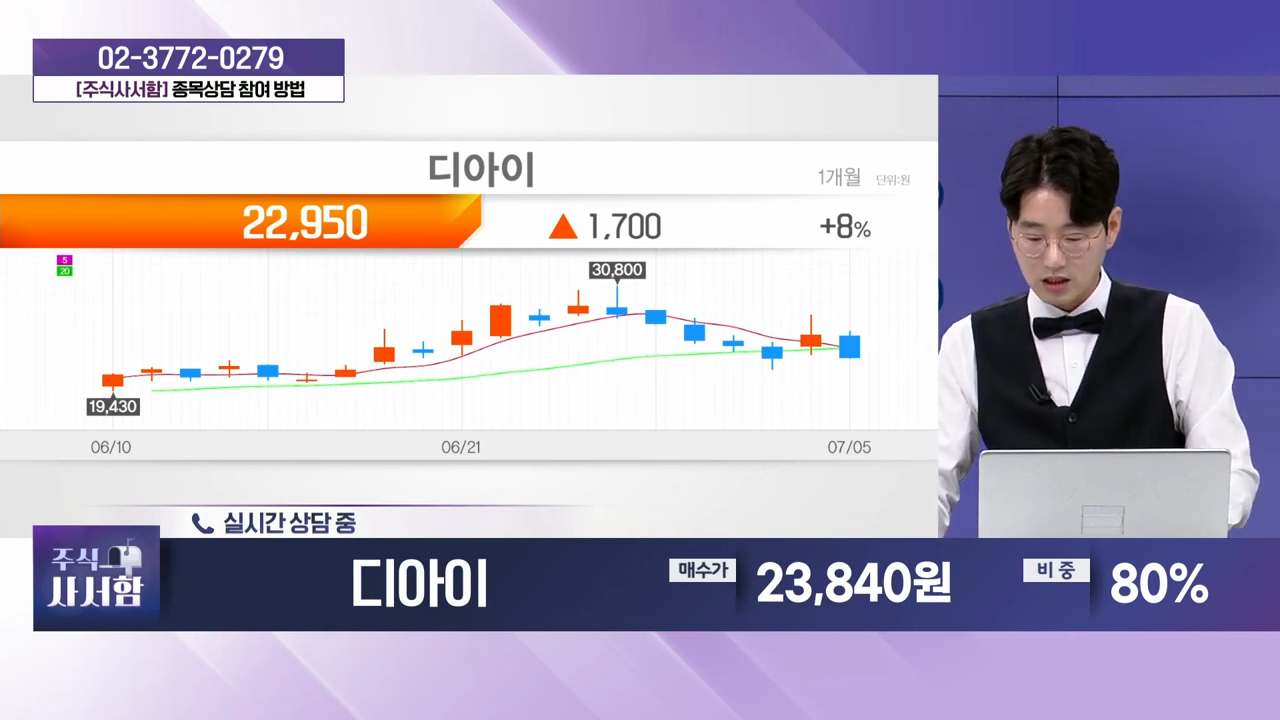 02-3772-0279
[주식사서함] 종목상담 참여 방법
디아이
1개월 단위:원
22,950 ▲ 1,700 +8%
5
20
30,800
19,430
06/10 06/21 07/05
실시간 상담 중
주식
사서함
디아이 매수가 23,840원 비중 80%